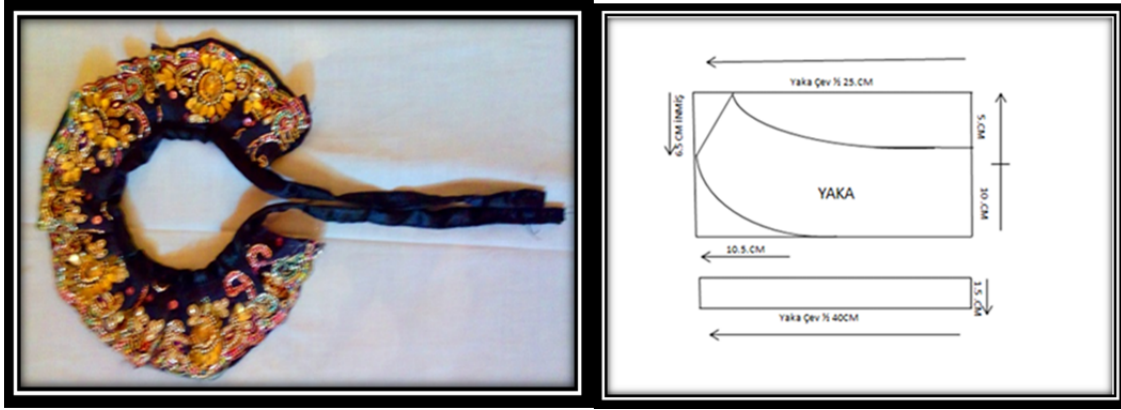 Yaka Çev ½ 25.CM
6.5 CM İNMİŞ
5.CM
YAKA
10.CM
10.5.CM
1.5. CM
Yaka Çev ½ 40CM